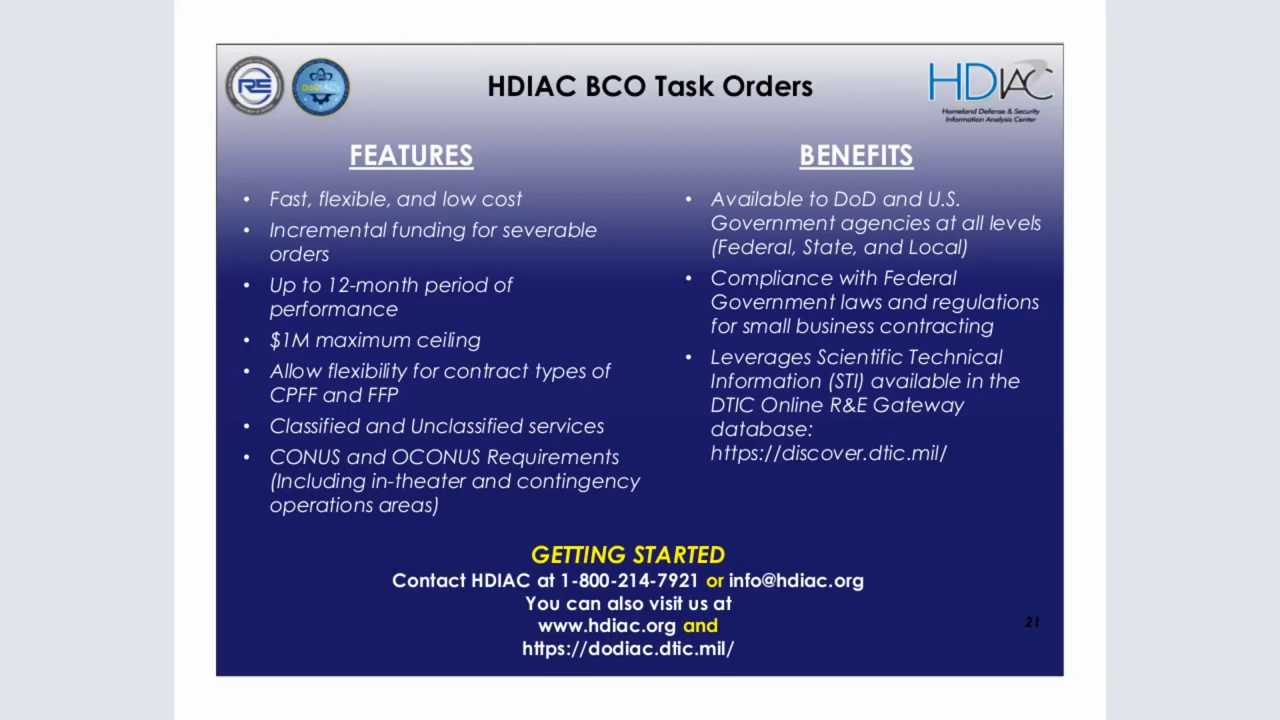 HDIAC BCO Task Orders
RE
DoDIACs
HDIAC
Homeland Defense & Security
Information Analysis Center
FEATURES
• Fast, flexible, and low cost
• Incremental funding for severable
orders
• Up to 12-month period of
performance
• $1M maximum ceiling
• Allow flexibility for contract types of
CPFF and FFP
• Classified and Unclassified services
• CONUS and OCONUS Requirements
(Including in-theater and contingency
operations areas)
BENEFITS
• Available to DoD and U.S.
Government agencies at all levels
(Federal, State, and Local)
• Compliance with Federal
Government laws and regulations
for small business contracting
• Leverages Scientific Technical
Information (STI) available in the
DTIC Online R&E Gateway
database:
https://discover.dtic.mil/
GETTING STARTED
Contact HDIAC at 1-800-214-7921 or info@hdiac.org
You can also visit us at
www.hdiac.org and
https://dodiac.dtic.mil/
21